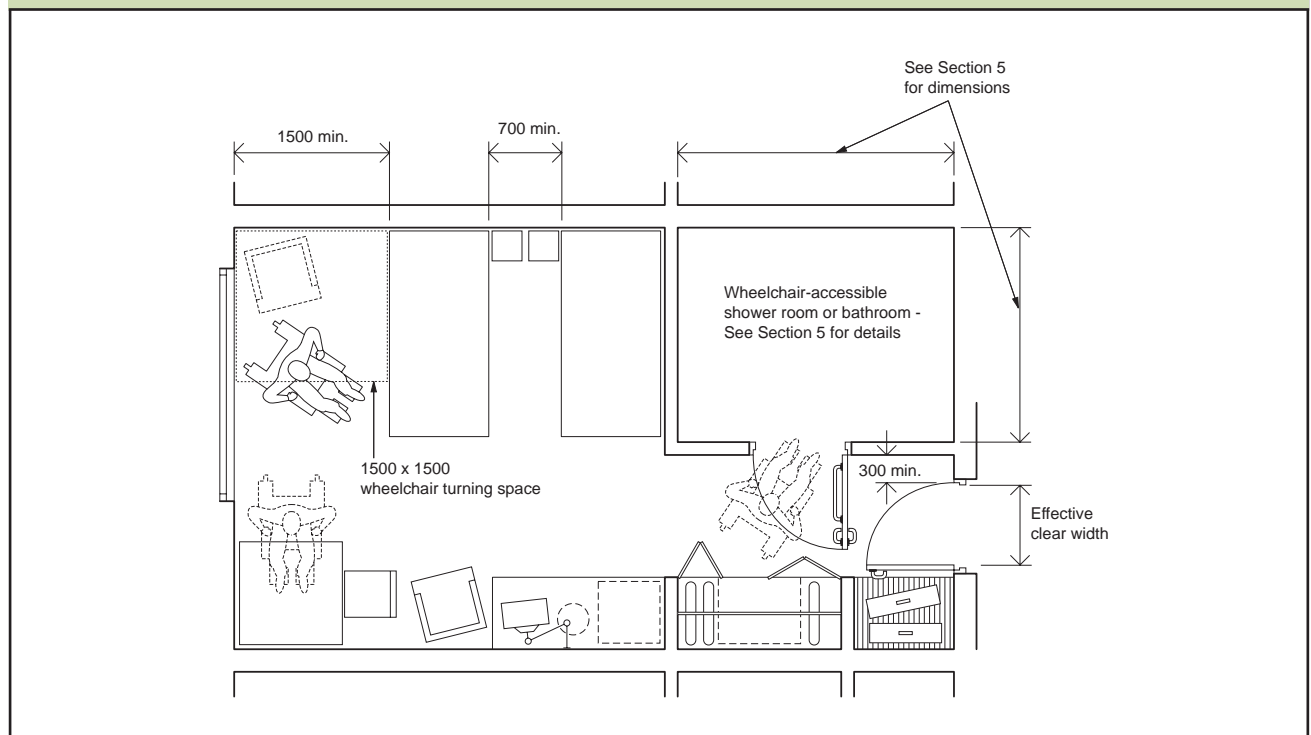 See Section 5
for dimensions
1500 min.
700 min.
Wheelchair-accessible
shower room or bathroom -
See Section 5 for details
1500 x 1500
wheelchair turning space
300 min.
Effective
clear width